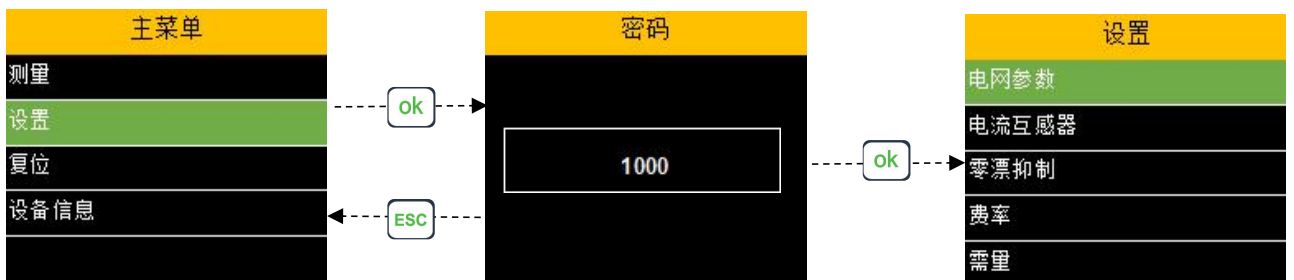 主菜单
测量
设置
复位
设备信息
ok
ESC
密码
1000
ok
设置
电网参数
电流互感器
零漂抑制
费率
需量